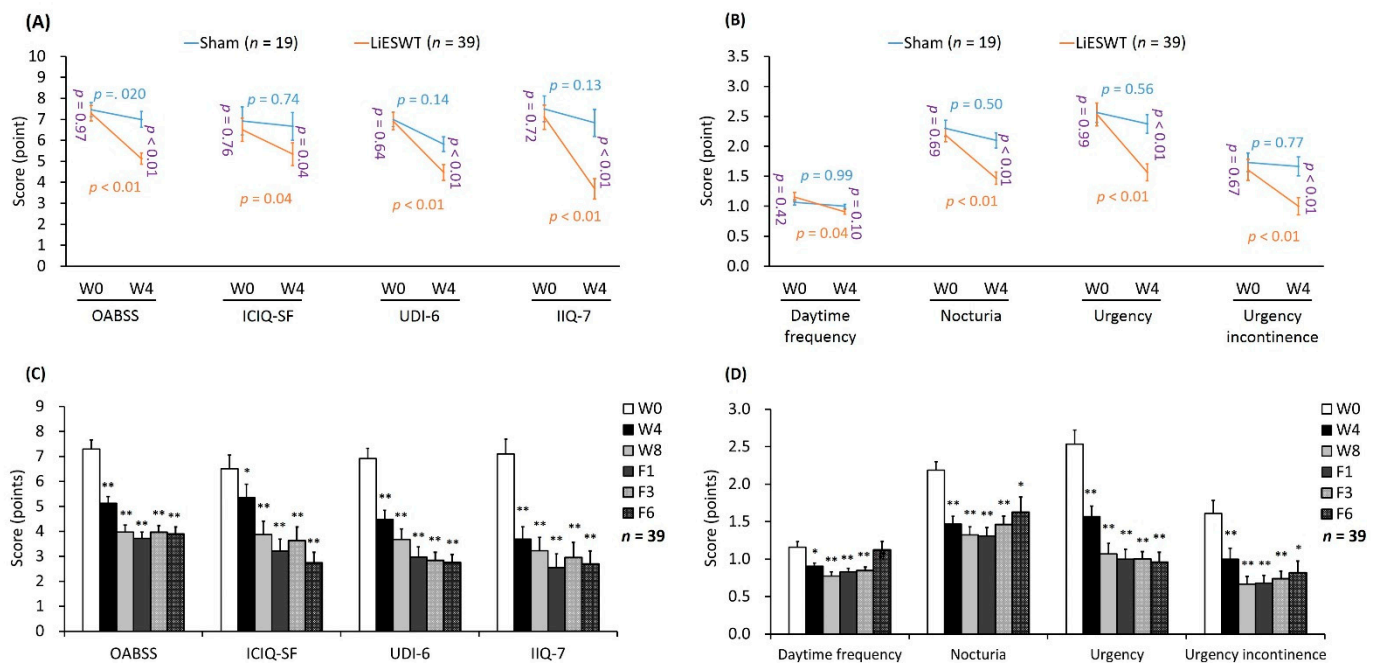 (A)
Sham (n = 19) LiESWT (n = 39)
Score (point)
10
9
8
7
6
5
4
3
2
1
0
p = 0.97
p =. 020
p < 0.01
p < 0.01
p = 0.76
p = 0.74
p = 0.04
p = 0.04
p = 0.64
p = 0.14
p < 0.01
p < 0.01
p = 0.72
p = 0.13
p < 0.01
p < 0.01
W0 W4 W0 W4 W0 W4 W0 W4
OABSS ICIQ-SF UDI-6 IIQ-7
(B)
Sham (n = 19) LiESWT (n = 39)
Score (point)
3.5
3.0
2.5
2.0
1.5
1.0
0.5
0.0
p = 0.42
p = 0.99
p = 0.04
p = 0.10
p = 0.69
p = 0.50
p < 0.01
p < 0.01
p = 0.99
p = 0.56
p < 0.01
p < 0.01
p = 0.67
p = 0.77
p < 0.01
p < 0.01
W0 W4 W0 W4 W0 W4 W0 W4
Daytime
frequency
Nocturia
Urgency
Urgency
incontinence
(C)
Score (points)
9
8
7
6
5
4
3
2
1
0
** ** ** ** **
* ** ** ** **
** ** ** ** **
** ** ** ** **
OABSS ICIQ-SF UDI-6 IIQ-7
W0
W4
W8
F1
F3
F6
n = 39
(D)
Score (points)
3.0
2.5
2.0
1.5
1.0
0.5
0.0
* ** ** **
** ** ** ** *
** ** ** ** **
** ** ** ** *
Daytime frequency Nocturia Urgency Urgency incontinence
W0
W4
W8
F1
F3
F6
n = 39